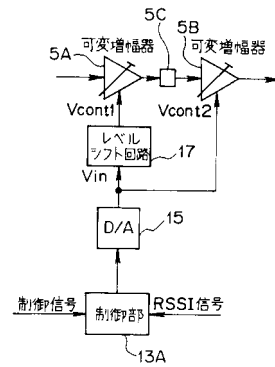 5C
可変増幅器 可変増幅器
5A 5B
Vcont1 Vcont2
レベル
シフト回路
17
Vin
D/A
15
制御信号 RSSI信号
制御部
13A